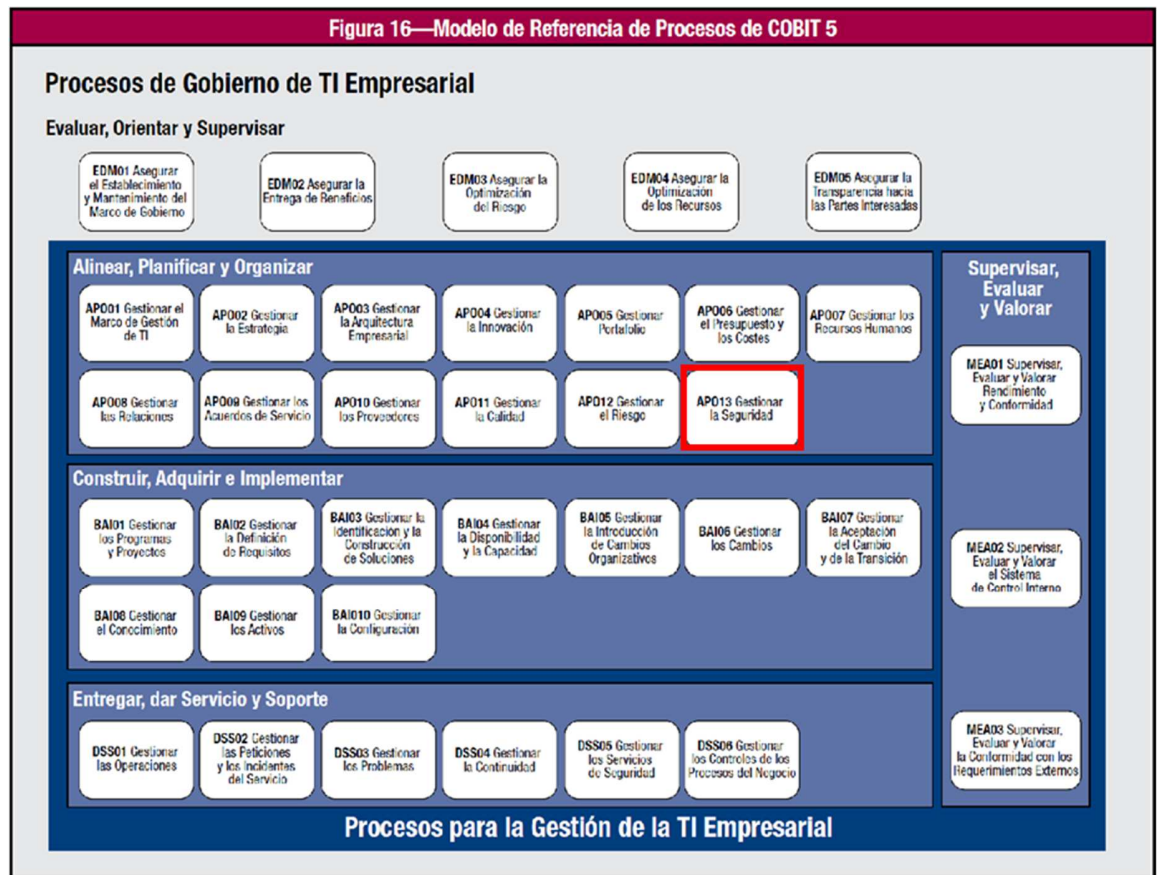 Figura 16—Modelo de Referencia de Procesos de COBIT 5
Procesos de Gobierno de TI Empresarial
Evaluar, Orientar y Supervisar
EDM01 Asegurar
el Establecimiento
y Mantenimiento del
Marco de Gobierno
EDM02 Asegurar la
Entrega de Beneficios
EDM03 Asegurar la
Optimización
del Riesgo
EDM04 Asegurar la
Optimización
de los Recursos
EDM05 Asegurar la
Transparencia hacia
las Partes Interesadas
Alinear, Planificar y Organizar
APO01 Gestionar el
Marco de Gestión
de TI
APO02 Gestionar
la Estrategia
APO03 Gestionar
la Arquitectura
Empresarial
APO04 Gestionar
la Innovación
APO05 Gestionar
Portafolio
APO06 Gestionar
el Presupuesto y
los Costes
APO07 Gestionar los
Recursos Humanos
APO08 Gestionar
las Relaciones
APO09 Gestionar los
Acuerdos de Servicio
APO10 Gestionar
los Proveedores
APO11 Gestionar
la Calidad
APO12 Gestionar
el Riesgo
APO13 Gestionar
la Seguridad
Construir, Adquirir e Implementar
BAI01 Gestionar
los Programas
y Proyectos
BAI02 Gestionar
la Definición
de Requisitos
BAI03 Gestionar la
Identificación y la
Construcción
de Soluciones
BAI04 Gestionar
la Disponibilidad
y la Capacidad
BAI05 Gestionar
la Introducción
de Cambios
Organizativos
BAI06 Gestionar
los Cambios
BAI07 Gestionar
la Aceptación
del Cambio
y de la Transición
BAI08 Gestionar
el Conocimiento
BAI09 Gestionar
los Activos
BAI010 Gestionar
la Configuración
Entregar, dar Servicio y Soporte
DSS01 Gestionar
las Operaciones
DSS02 Gestionar
las Peticiones
y los Incidentes
del Servicio
DSS03 Gestionar
los Problemas
DSS04 Gestionar
la Continuidad
DSS05 Gestionar
los Servicios
de Seguridad
DSS06 Gestionar
los Controles de los
Procesos del Negocio
Supervisar,
Evaluar
y Valorar
MEA01 Supervisar,
Evaluar y Valorar
Rendimiento
y Conformidad
MEA02 Supervisar,
Evaluar y Valorar
el Sistema
de Control Interno
MEA03 Supervisar,
Evaluar y Valorar
la Conformidad con los
Requerimientos Externos
Procesos para la Gestión de la TI Empresarial